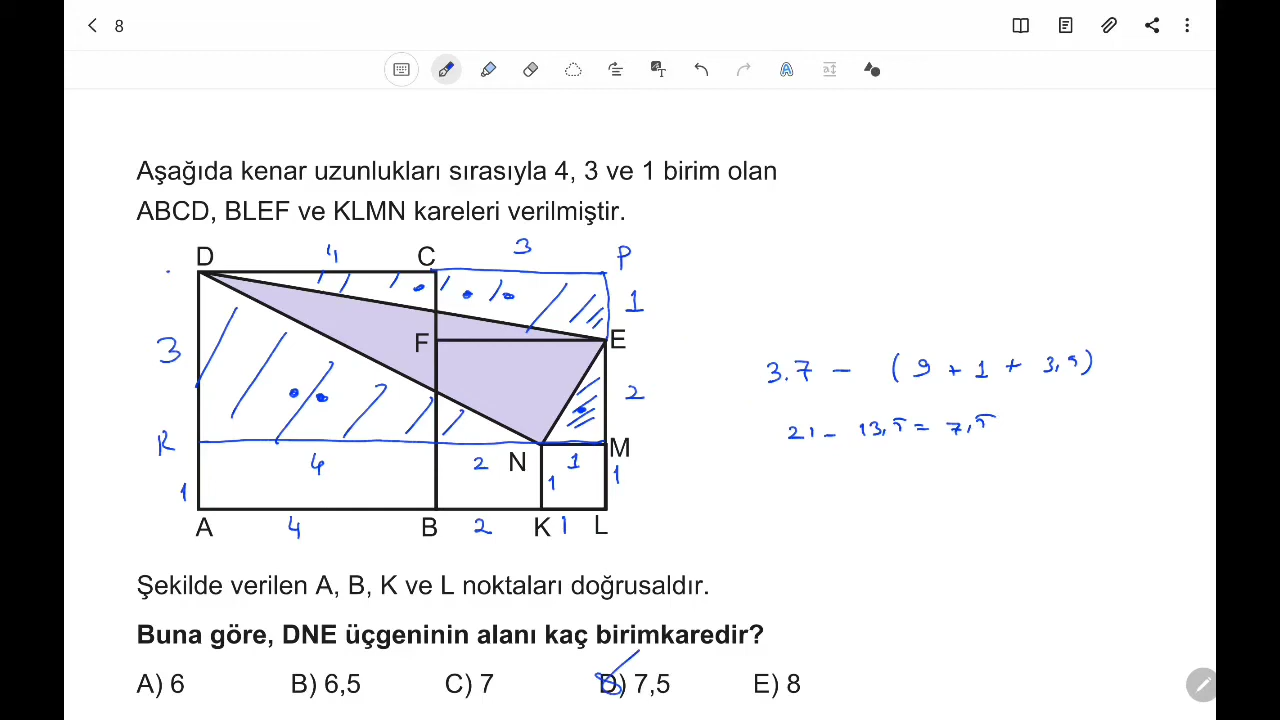 8
Aşağıda kenar uzunlukları sırasıyla 4, 3 ve 1 birim olan
ABCD, BLEF ve KLMN kareleri verilmiştir.
D 4 C 3 P
1
3 F E
3.7 - (9 + 1 + 3,5)
2
21 - 13,5 = 7,5
R 4 2 N 1 M
1 1 1
A 4 B 2 K 1 L
Şekilde verilen A, B, K ve L noktaları doğrusaldır.
Buna göre, DNE üçgeninin alanı kaç birimkaredir?
A) 6 B) 6,5 C) 7 D) 7,5 E) 8